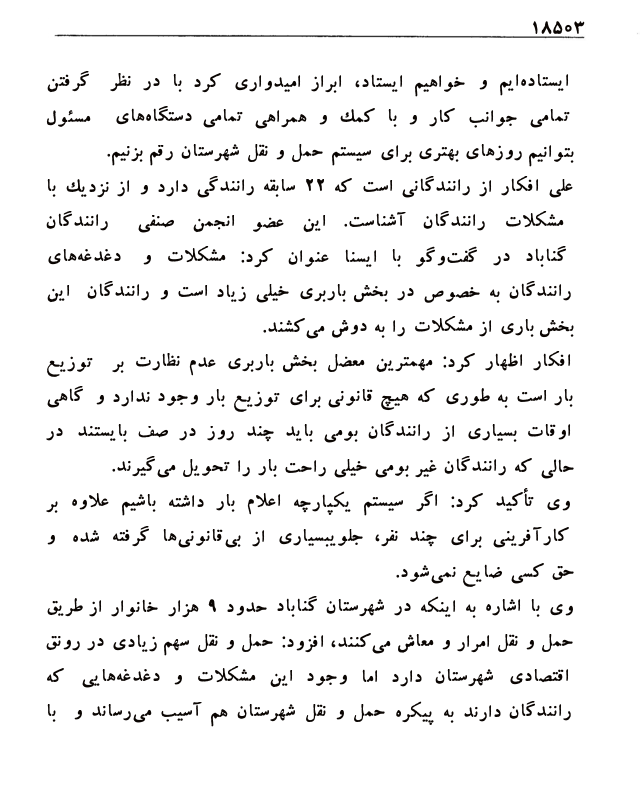 ۱۸۵۰۳
ایستاده‌ایم و خواهیم ایستاد، ابراز امیدواری کرد با در نظر گرفتن
تمامی جوانب کار و با کمك و همراهی تمامی دستگاه‌های مسئول
بتوانیم روزهای بهتری برای سیستم حمل و نقل شهرستان رقم بزنیم.
علی افکار از رانندگانی است که ۲۲ سابقه رانندگی دارد و از نزدیك با
مشکلات رانندگان آشناست. این عضو انجمن صنفی رانندگان
گناباد در گفت‌وگو با ایسنا عنوان کرد: مشکلات و دغدغه‌های
رانندگان به خصوص در بخش باربری خیلی زیاد است و رانندگان این
بخش باری از مشکلات را به دوش می‌کشند.
افکار اظهار کرد: مهمترین معضل بخش باربری عدم نظارت بر توزیع
بار است به طوری که هیچ قانونی برای توزیع بار وجود ندارد و گاهی
اوقات بسیاری از رانندگان بومی باید چند روز در صف بایستند در
حالی که رانندگان غیر بومی خیلی راحت بار را تحویل می‌گیرند.
وی تأکید کرد: اگر سیستم یکپارچه اعلام بار داشته باشیم علاوه بر
کارآفرینی برای چند نفر، جلویبسیاری از بی‌قانونی‌ها گرفته شده و
حق کسی ضایع نمی‌شود.
وی با اشاره به اینکه در شهرستان گناباد حدود ۹ هزار خانوار از طریق
حمل و نقل امرار و معاش می‌کنند، افزود: حمل و نقل سهم زیادی در رونق
اقتصادی شهرستان دارد اما وجود این مشکلات و دغدغه‌هایی که
رانندگان دارند به پیکره حمل و نقل شهرستان هم آسیب می‌رساند و با